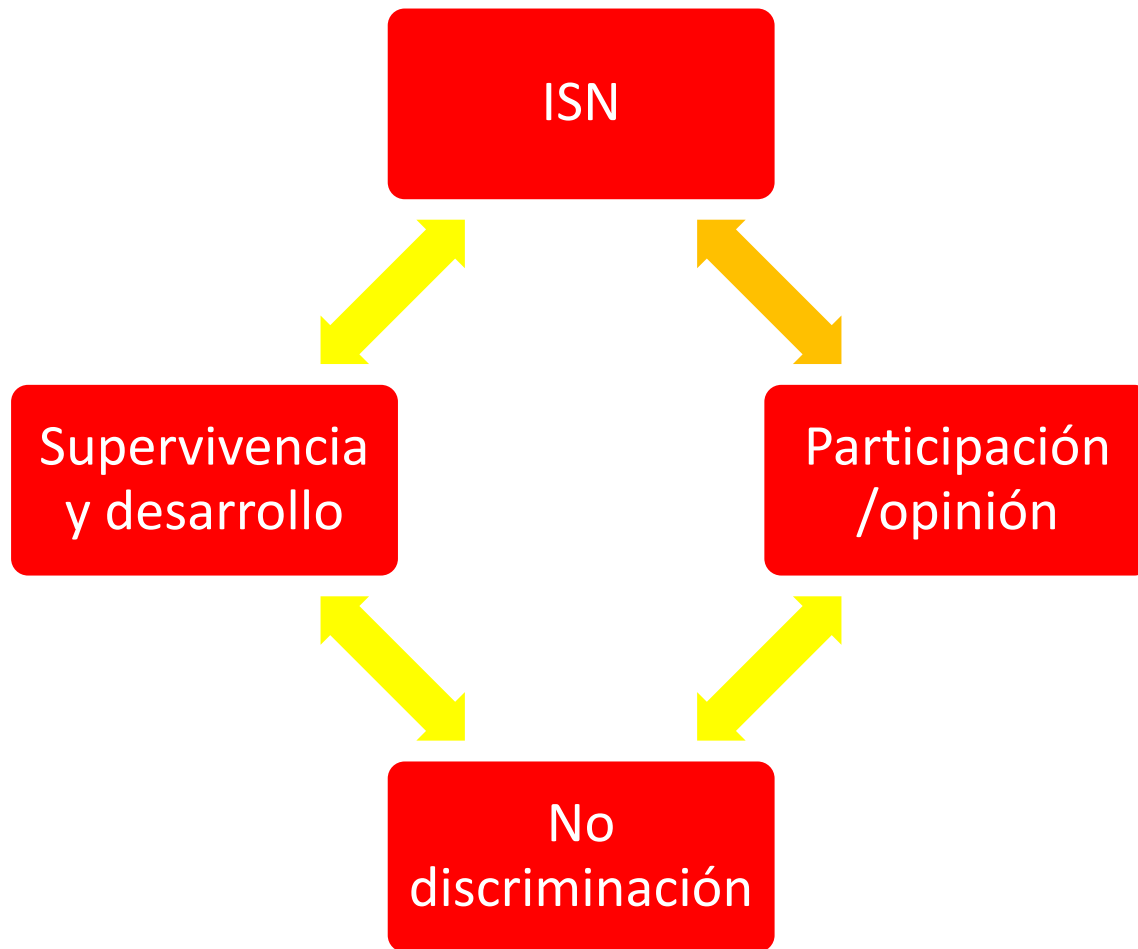 ISN
Supervivencia
y desarrollo
Participación
/opinión
No
discriminación